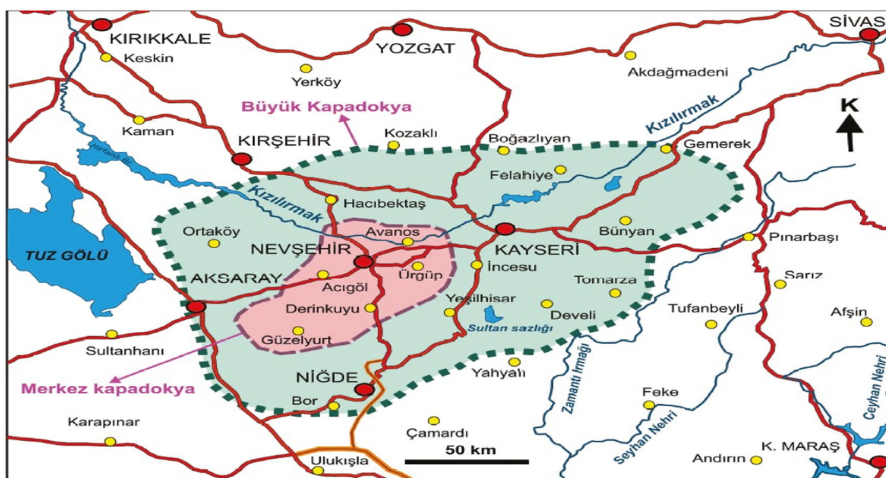 SİVAS
KIRIKKALE
Keskin
YOZGAT
Yerköy
Akdağmadeni
Büyük Kapadokya
Kızılırmak
K
Kaman
KIRŞEHİR
Kozaklı
Boğazlıyan
Gemerek
Felahiye
Kızılırmak
Hacıbektaş
Ortaköy
Avanos
Bünyan
NEVŞEHİR
KAYSERİ
Pınarbaşı
TUZ GÖLÜ
AKSARAY
Acıgöl
Ürgüp
İncesu
Tomarza
Sarız
Derinkuyu
Yeşilhisar
Develi
Tufanbeyli
Afşin
Sultan sazlığı
Güzelyurt
Sultanhanı
Yahyalı
Merkez kapadokya
NİĞDE
Bor
Zamantı Irmağı
Feke
Seyhan Nehri
Ceyhan Nehri
Karapınar
Çamardı
50 km
Ulukışla
Andırın
K. MARAŞ